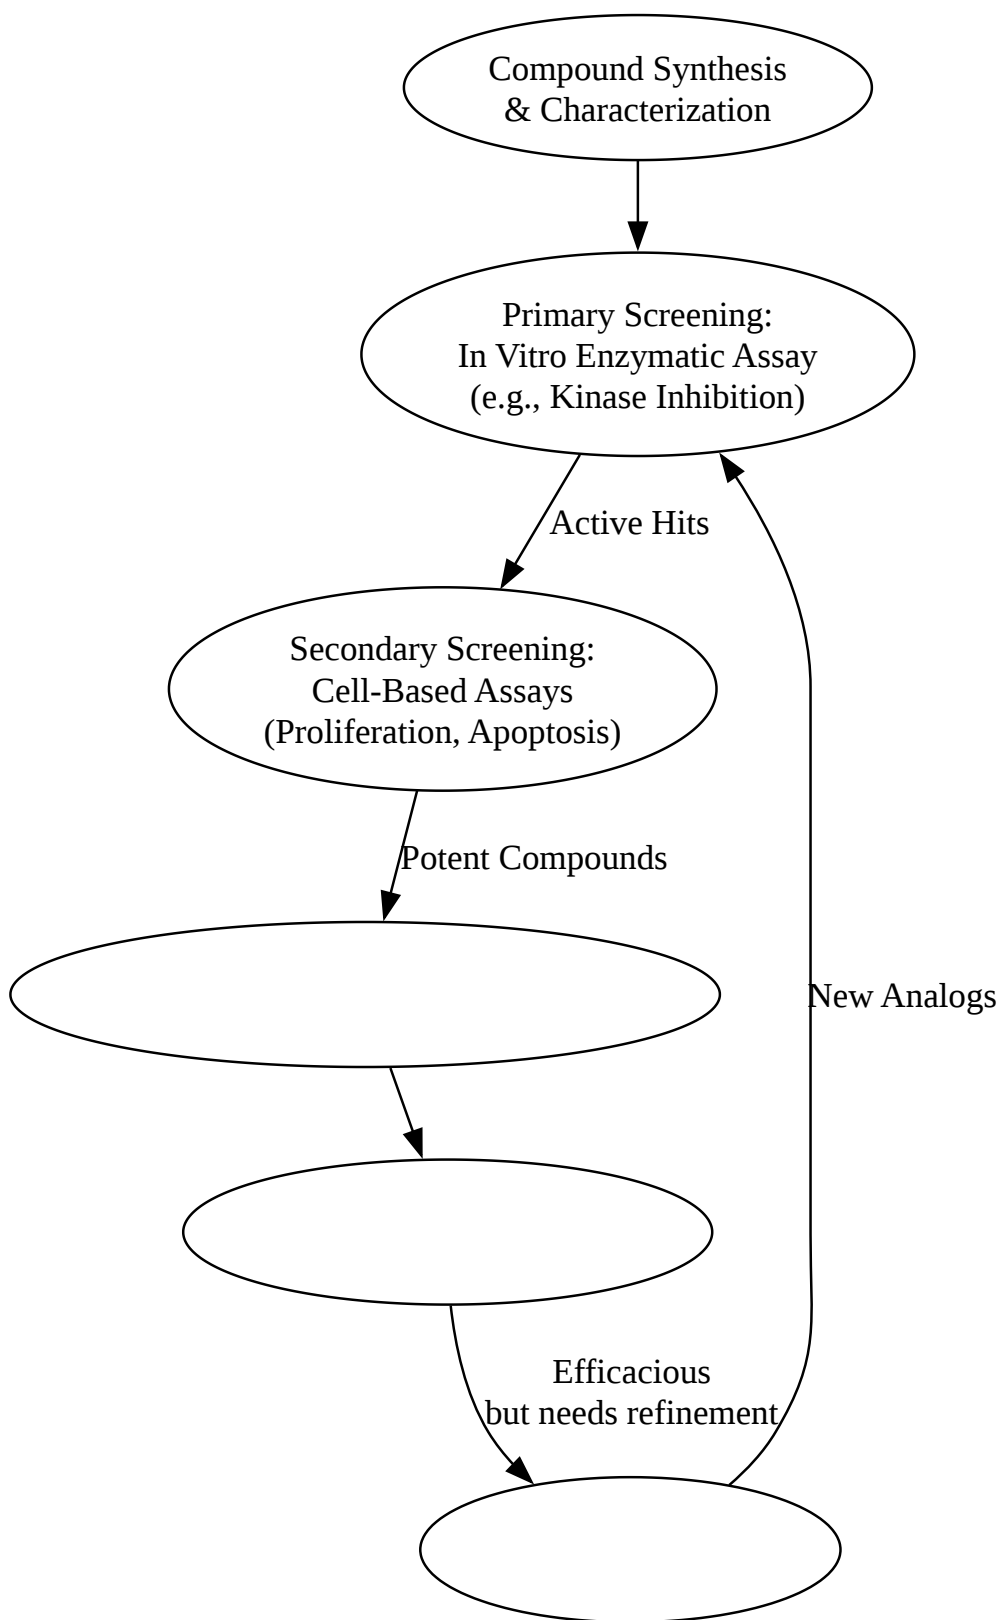 Compound Synthesis
& Characterization
Primary Screening:
In Vitro Enzymatic Assay
(e.g., Kinase Inhibition)
Active Hits
Secondary Screening:
Cell-Based Assays
(Proliferation, Apoptosis)
Potent Compounds
New Analogs
Efficacious
but needs refinement